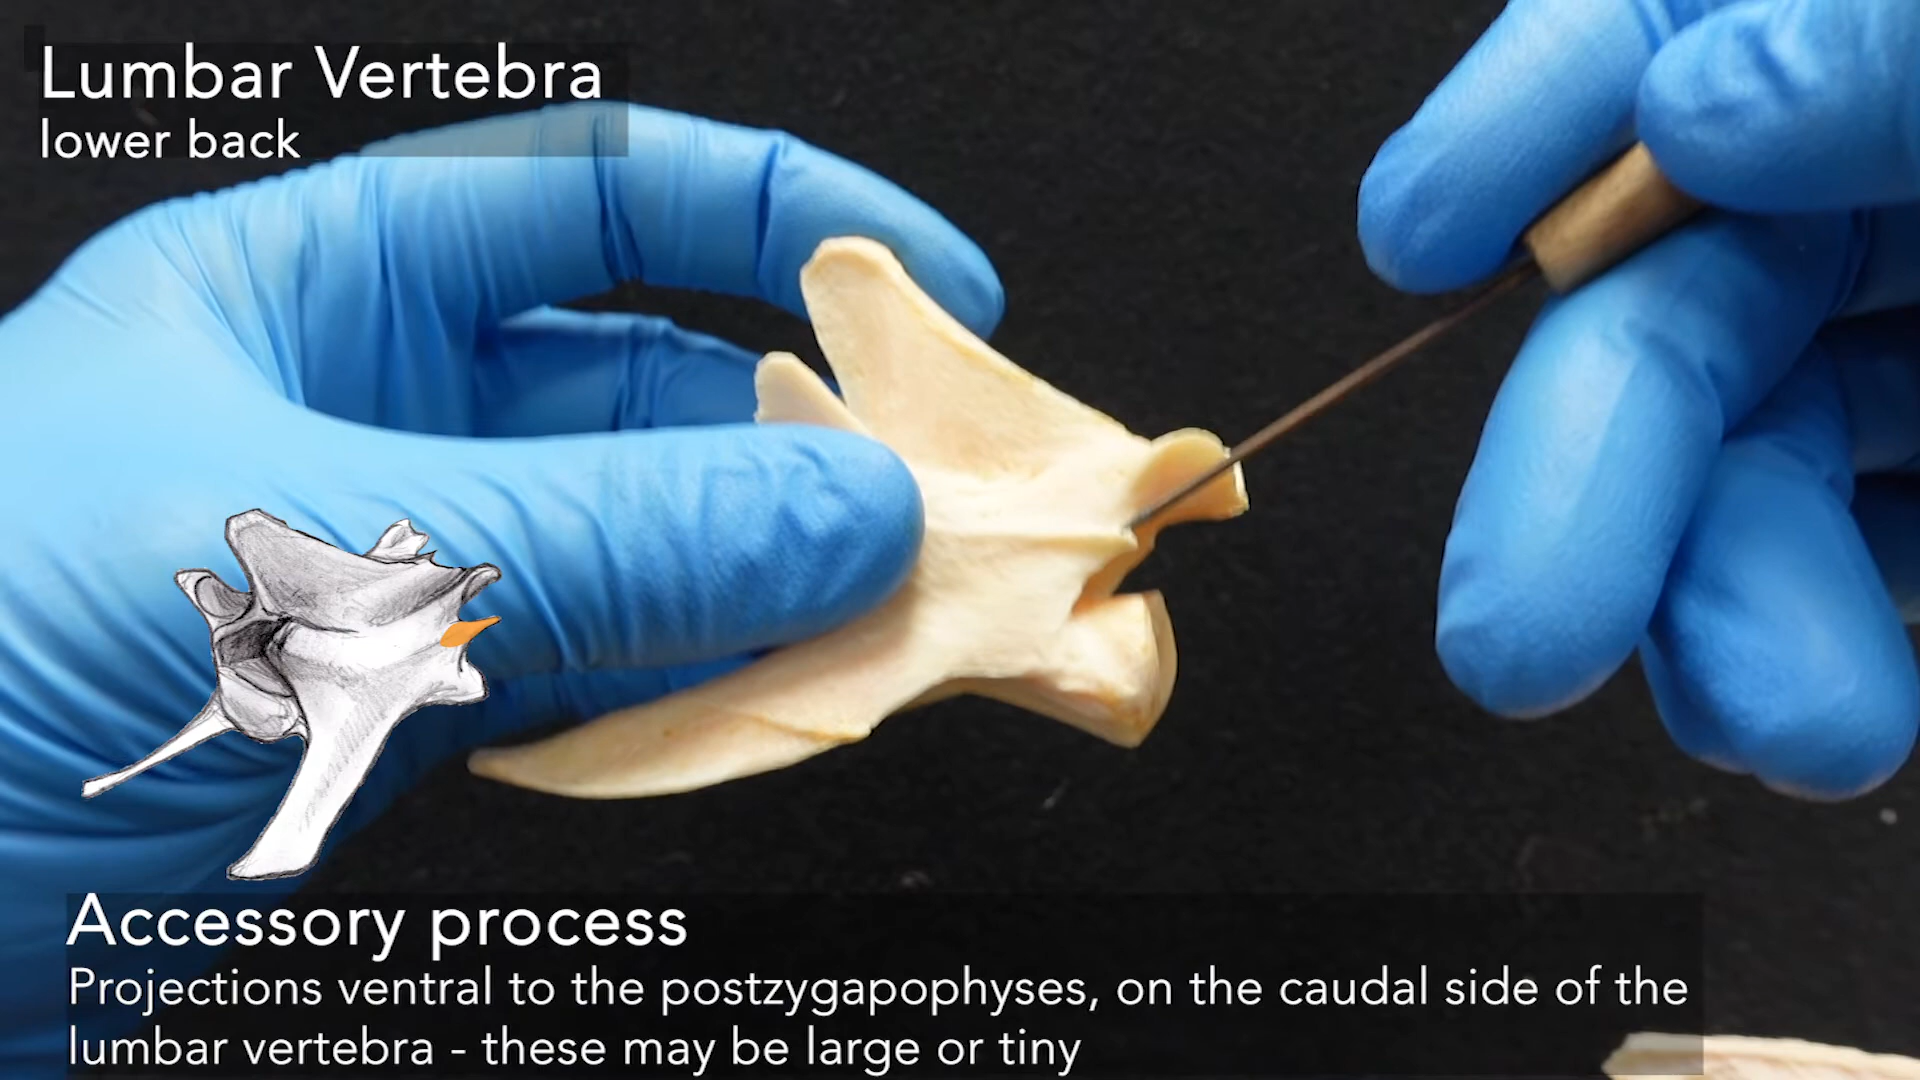 Lumbar Vertebra
lower back
Accessory process
Projections ventral to the postzygapophyses, on the caudal side of the
lumbar vertebra - these may be large or tiny